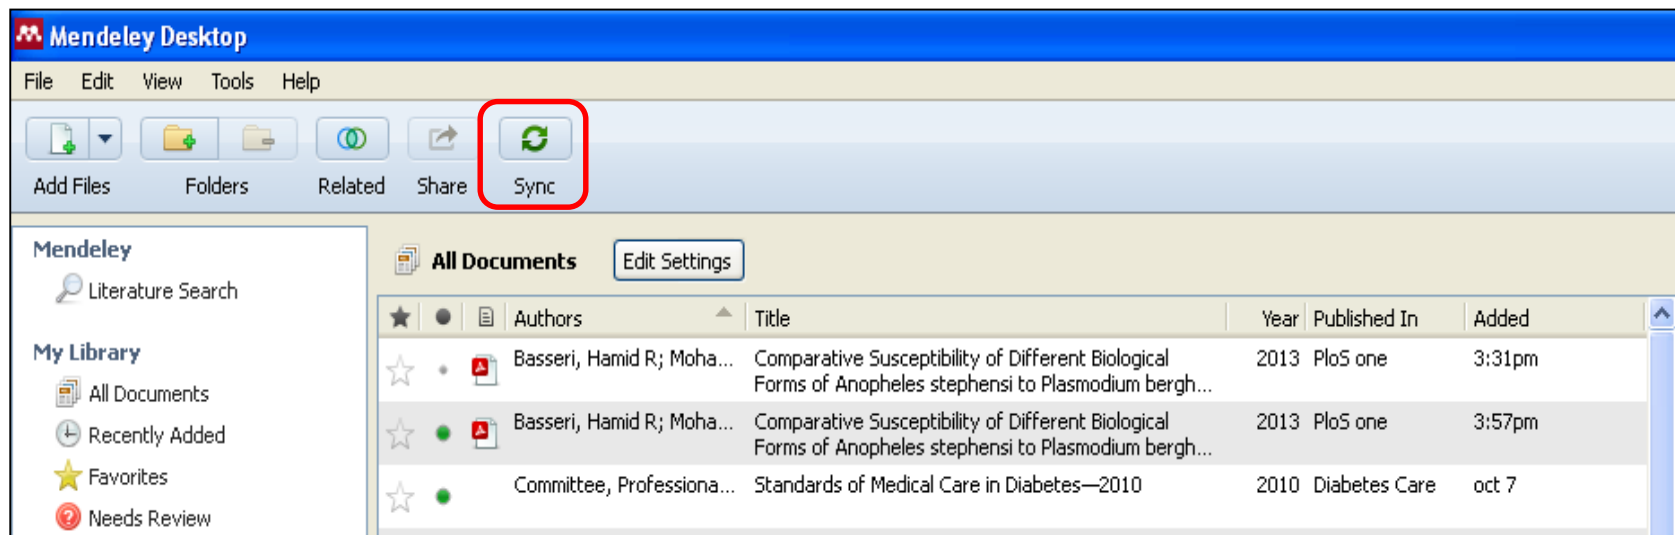 Mendeley Desktop
File Edit View Tools Help
Add Files Folders Related Share Sync
Mendeley
Literature Search
My Library
All Documents
Recently Added
Favorites
Needs Review
All Documents Edit Settings
Authors Title Year Published In Added
Basseri, Hamid R; Moha... Comparative Susceptibility of Different Biological 2013 PloS one 3:31pm
Forms of Anopheles stephensi to Plasmodium bergh...
Basseri, Hamid R; Moha... Comparative Susceptibility of Different Biological 2013 PloS one 3:57pm
Forms of Anopheles stephensi to Plasmodium bergh...
Committee, Professiona... Standards of Medical Care in Diabetes—2010 2010 Diabetes Care oct 7